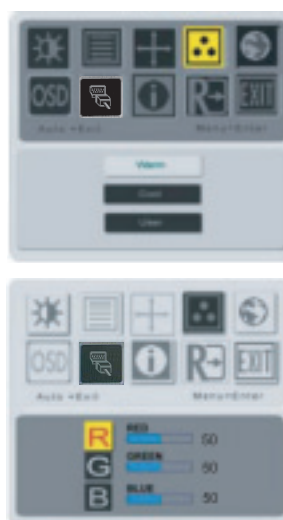 OSD
i
R
EXIT
Auto =Exit Menu=Enter
Warm
Cool
User
OSD
i
R
EXIT
Auto =Exit Menu=Enter
R RED 50
G GREEN 50
B BLUE 50